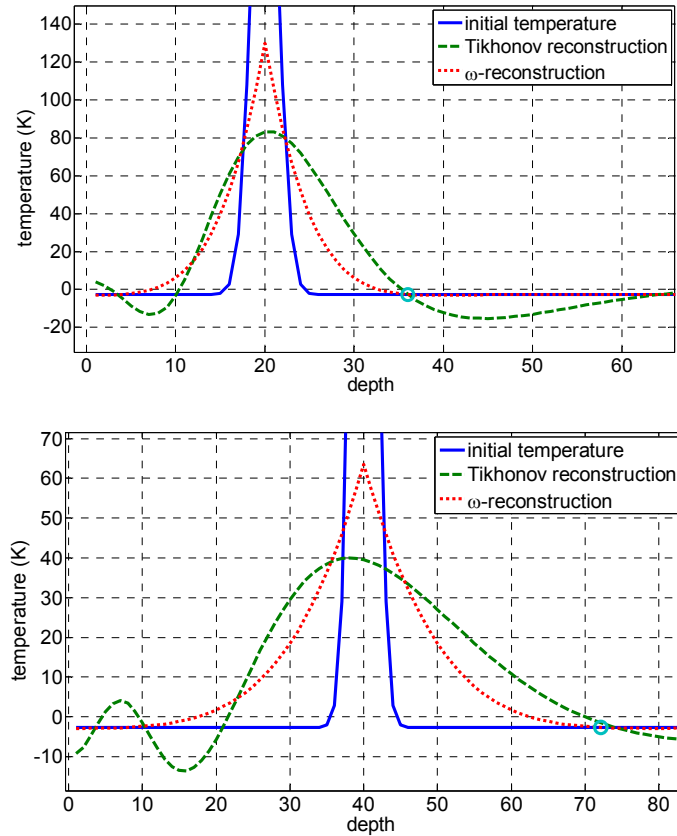 140
120
100
80
60
40
20
0
-20
temperature (K)
initial temperature
Tikhonov reconstruction
ω-reconstruction
0 10 20 30 40 50 60
depth
70
60
50
40
30
20
10
0
-10
temperature (K)
initial temperature
Tikhonov reconstruction
ω-reconstruction
0 10 20 30 40 50 60 70 80
depth